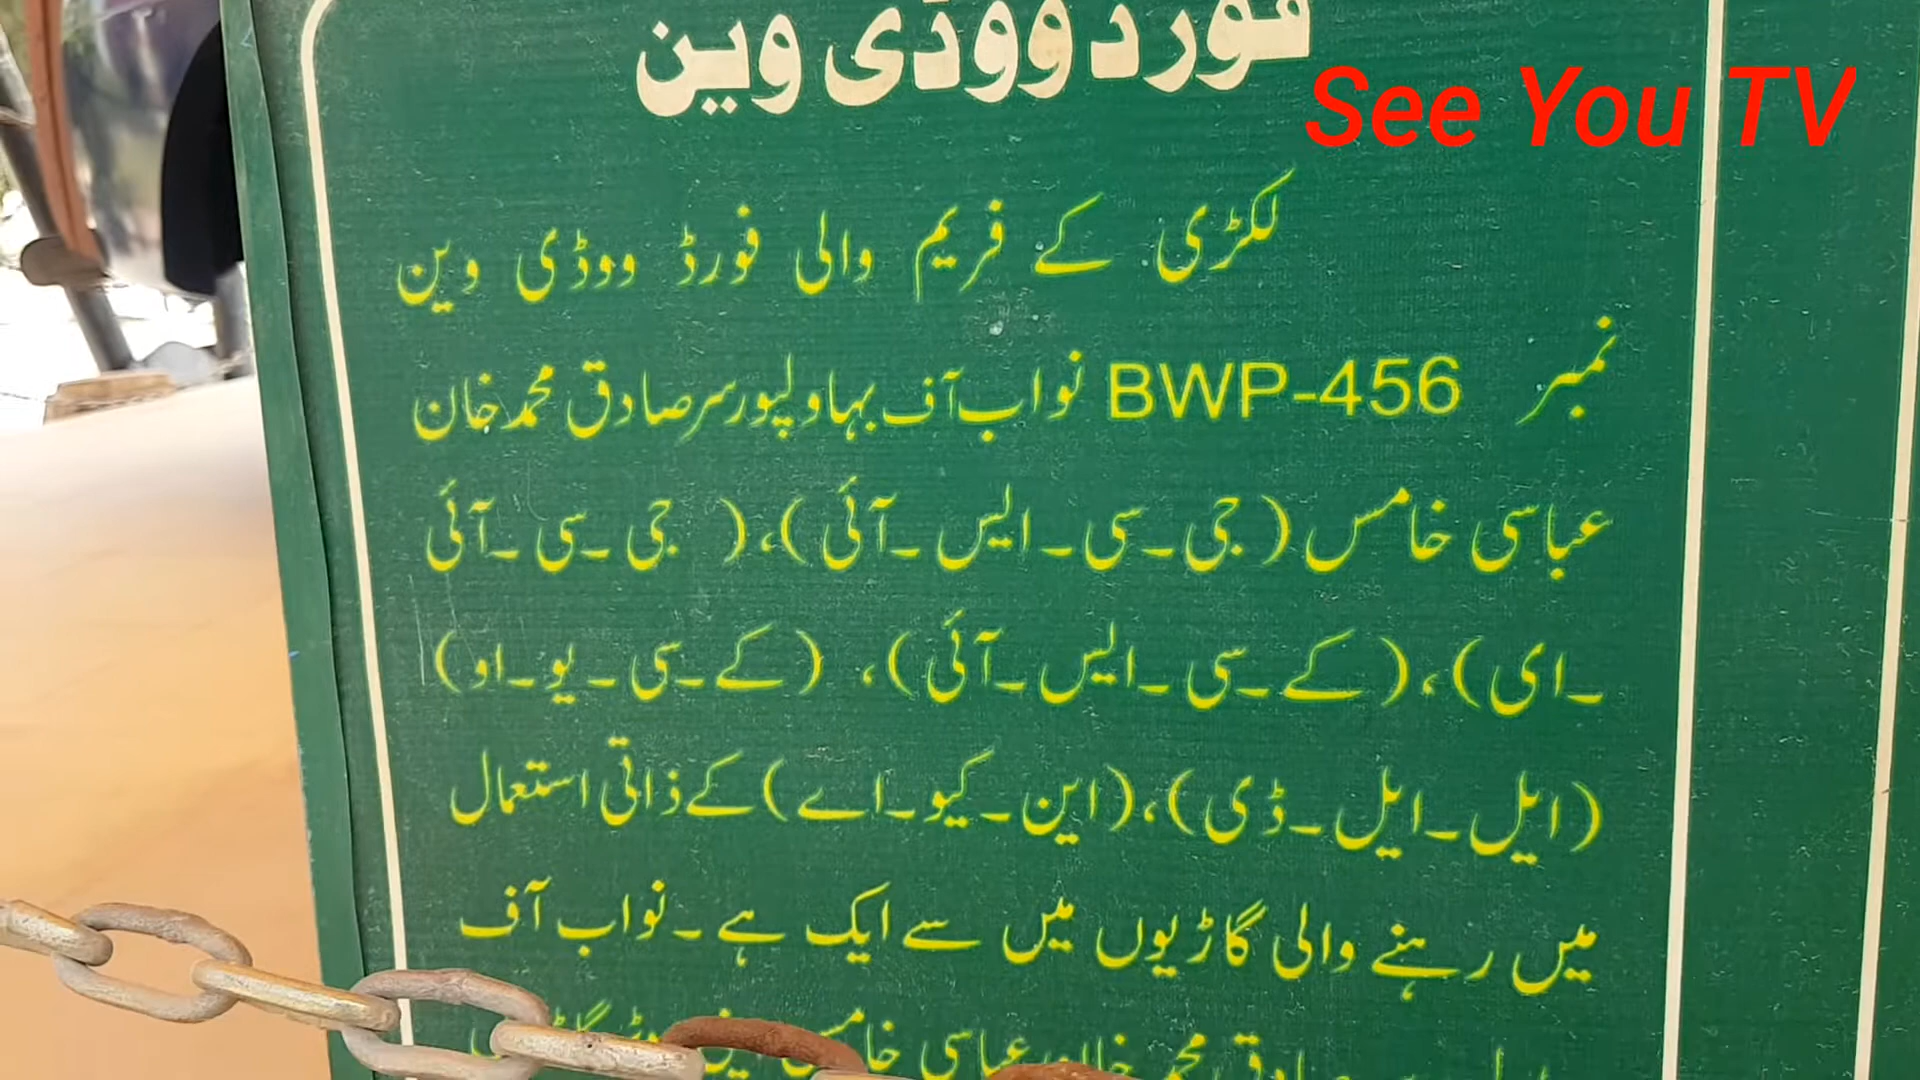 فورڈ ووڈی وین
See You TV
لکڑی کے فریم والی فورڈ ووڈی وین
نمبر BWP-456 نواب آف بہاولپور سر صادق محمد خان
عباسی خامس (جی۔سی۔ایس۔آئی)،( جی۔سی۔آئی
۔ای)،(کے۔سی۔ایس۔آئی)، (کے۔سی۔یو۔او)
(ایل۔ایل۔ڈی)،(این۔کیو۔اے) کے ذاتی استعمال
میں رہنے والی گاڑیوں میں سے ایک ہے۔نواب آف
صادق محمد خان عباسی خامس